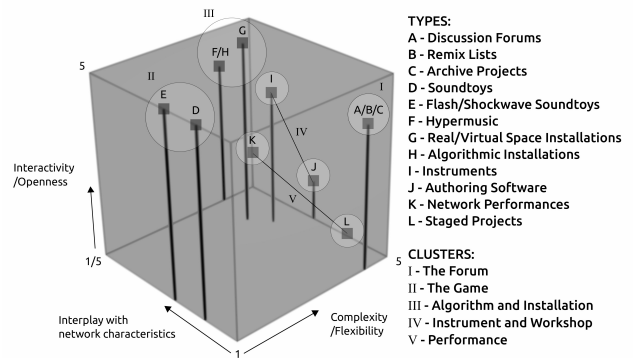 III
G
F/H
5
II
I
I
E
D
A/B/C
K
IV
J
V
L
Interactivity
/Openness
1/5
5
Interplay with
network characteristics
Complexity
/Flexibility
1
TYPES:
A - Discussion Forums
B - Remix Lists
C - Archive Projects
D - Soundtoys
E - Flash/Shockwave Soundtoys
F - Hypermusic
G - Real/Virtual Space Installations
H - Algorithmic Installations
I - Instruments
J - Authoring Software
K - Network Performances
L - Staged Projects
CLUSTERS:
I - The Forum
II - The Game
III - Algorithm and Installation
IV - Instrument and Workshop
V - Performance